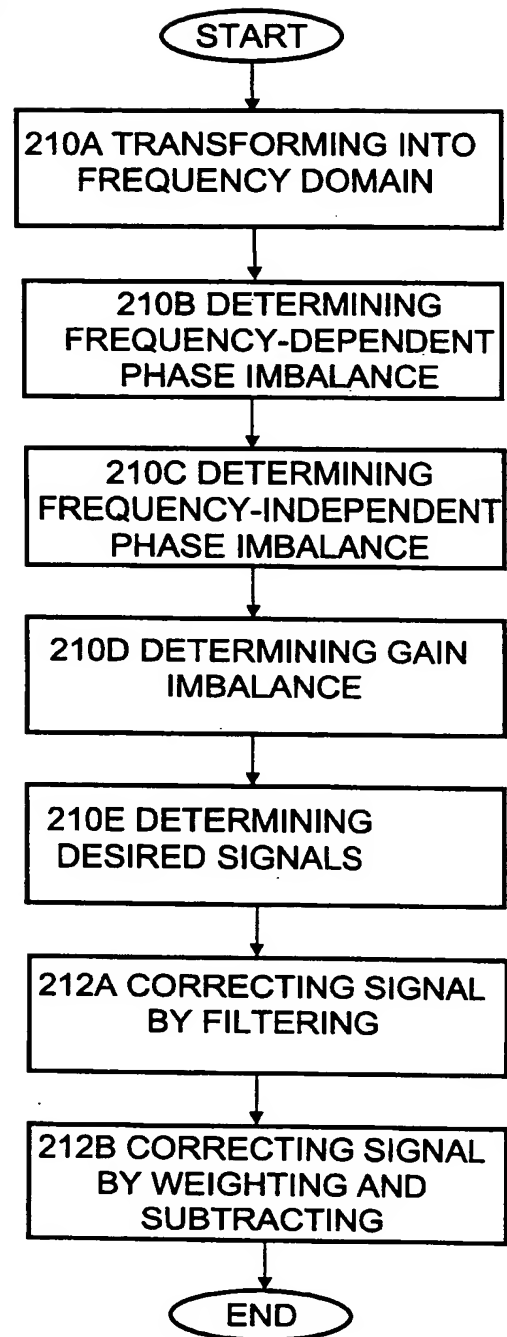 START
210A TRANSFORMING INTO
FREQUENCY DOMAIN
210B DETERMINING
FREQUENCY-DEPENDENT
PHASE IMBALANCE
210C DETERMINING
FREQUENCY-INDEPENDENT
PHASE IMBALANCE
210D DETERMINING GAIN
IMBALANCE
210E DETERMINING
DESIRED SIGNALS
212A CORRECTING SIGNAL
BY FILTERING
212B CORRECTING SIGNAL
BY WEIGHTING AND
SUBTRACTING
END